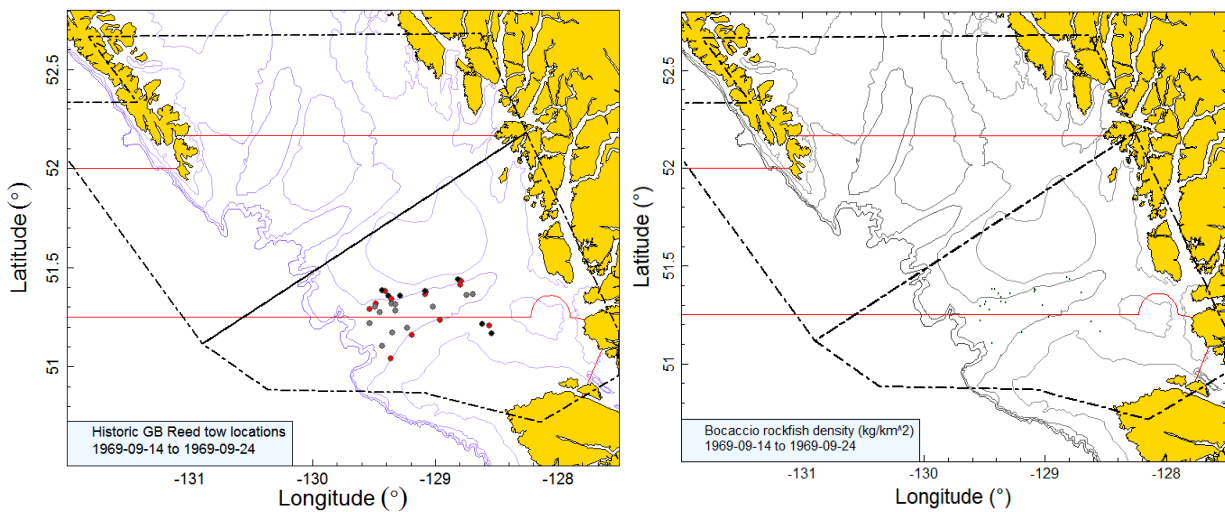 52.5
52
51.5
51
Latitude (°)
Historic GB Reed tow locations
1969-09-14 to 1969-09-24
-131
-130
-129
-128
Longitude (°)
52.5
52
51.5
51
Latitude (°)
Bocaccio rockfish density (kg/km^2)
1969-09-14 to 1969-09-24
-131
-130
-129
-128
Longitude (°)